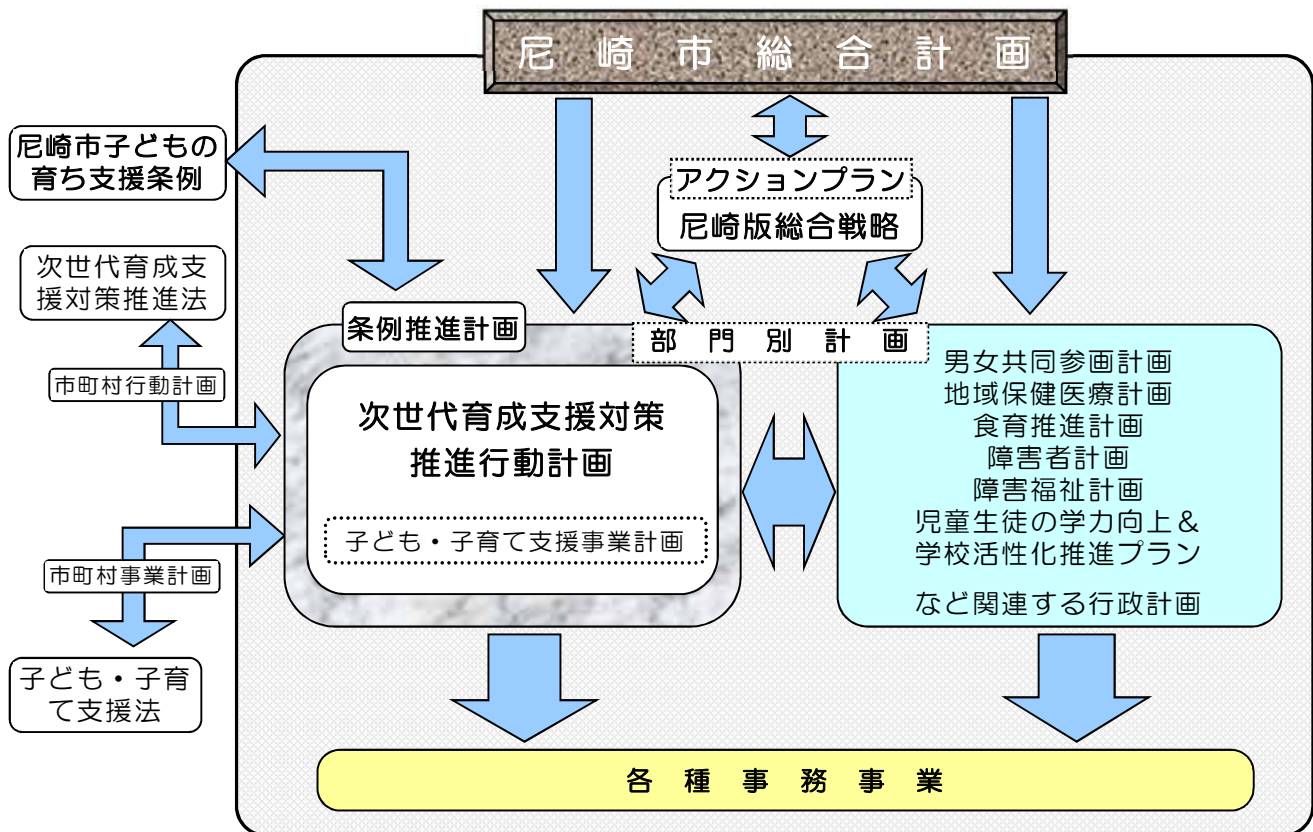 尼崎市総合計画
尼崎市子どもの
育ち支援条例
アクションプラン
尼崎版総合戦略
次世代育成支
援対策推進法
条例推進計画
部門別計画
市町村行動計画
次世代育成支援対策
推進行動計画
子ども・子育て支援事業計画
男女共同参画計画
地域保健医療計画
食育推進計画
障害者計画
障害福祉計画
児童生徒の学力向上&
学校活性化推進プラン
など関連する行政計画
市町村事業計画
子ども・子育
て支援法
各種事務事業